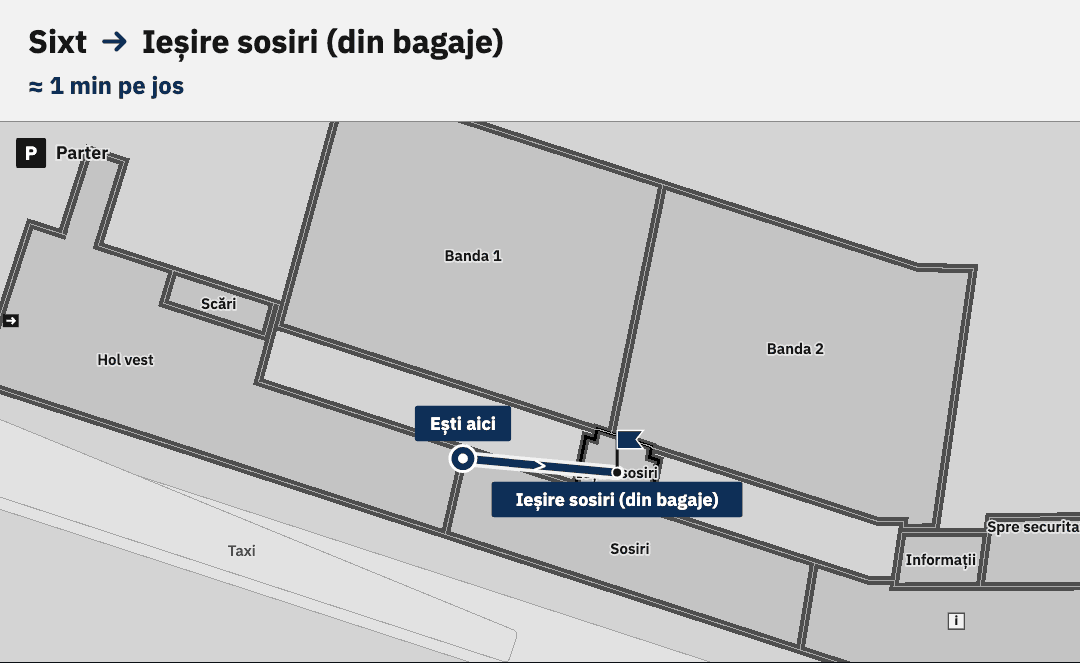 Sixt → Ieșire sosiri (din bagaje)
≈ 1 min pe jos
P Parter
Banda 1
Scări
Banda 2
Hol vest
Ești aici
sosiri
Ieșire sosiri (din bagaje)
Spre securita
Taxi
Sosiri
Informații
i